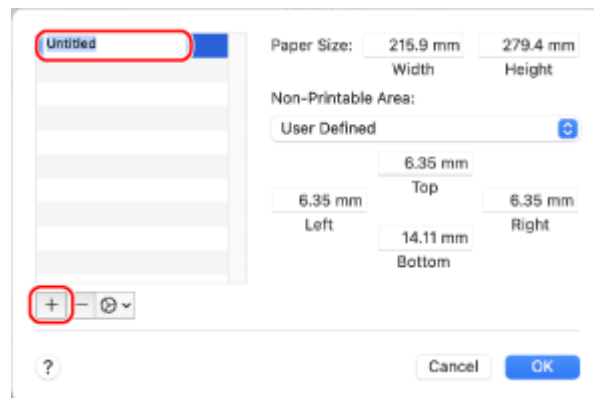 Untitled
Paper Size: 215.9 mm 279.4 mm
Width Height
Non-Printable Area:
User Defined
6.35 mm
Top
6.35 mm 6.35 mm
Left Right
14.11 mm
Bottom
+ −
? Cancel OK